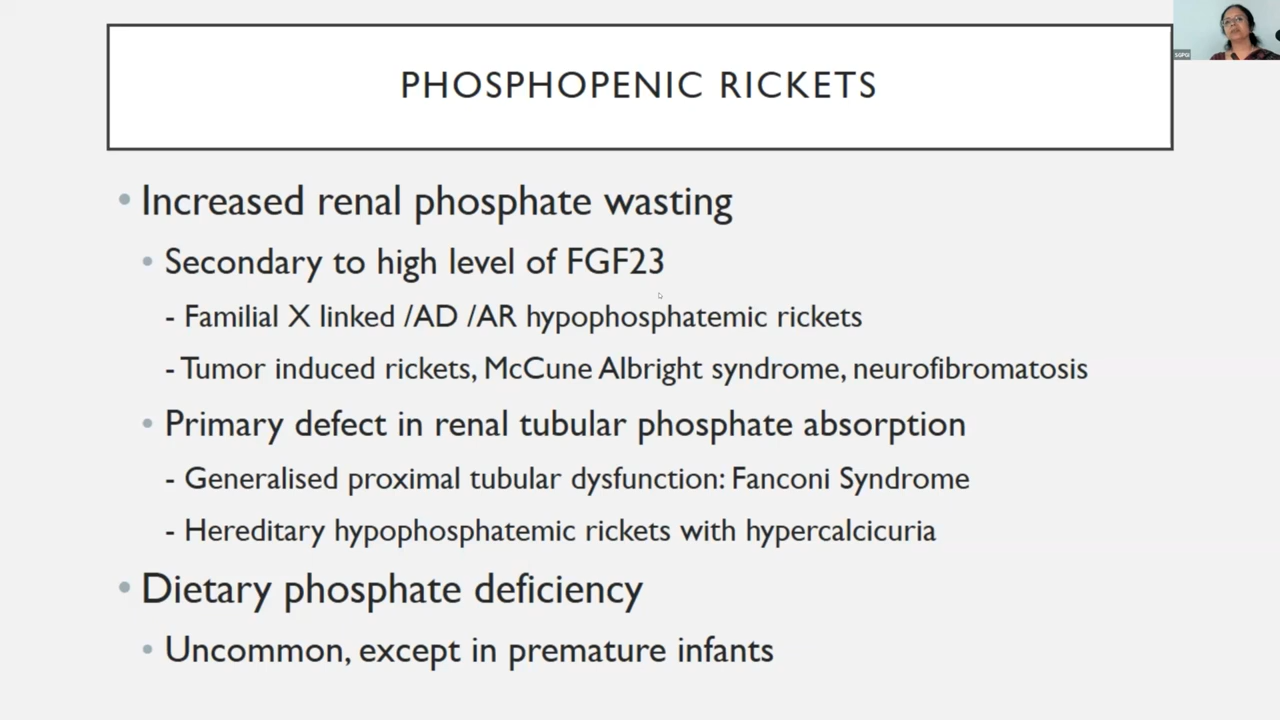 PHOSPHOPENIC RICKETS
SGPGI
• Increased renal phosphate wasting
• Secondary to high level of FGF23
- Familial X linked /AD /AR hypophosphatemic rickets
- Tumor induced rickets, McCune Albright syndrome, neurofibromatosis
• Primary defect in renal tubular phosphate absorption
- Generalised proximal tubular dysfunction: Fanconi Syndrome
- Hereditary hypophosphatemic rickets with hypercalcicuria
• Dietary phosphate deficiency
• Uncommon, except in premature infants